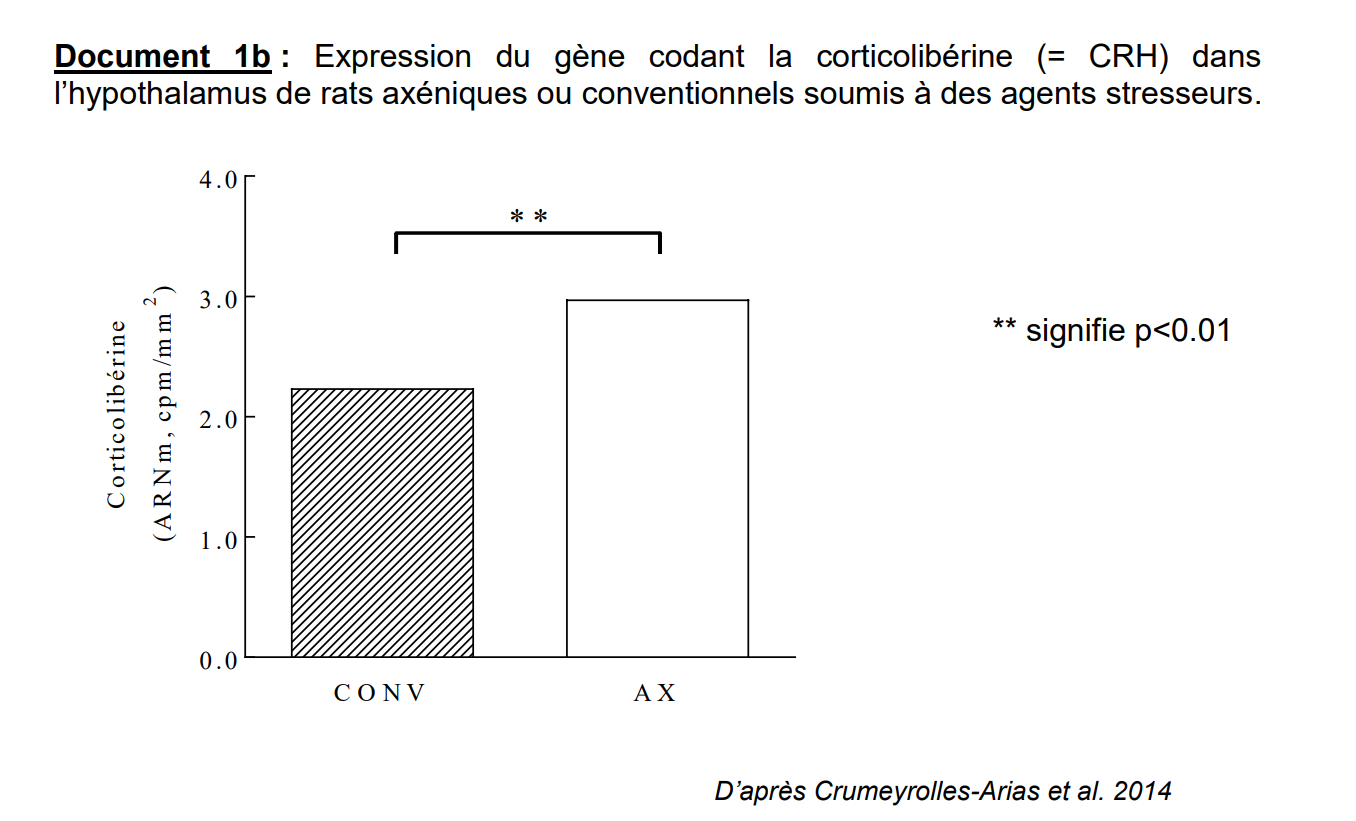 Document 1b : Expression du gène codant la corticolibérine (= CRH) dans
l’hypothalamus de rats axéniques ou conventionnels soumis à des agents stresseurs.
4.0
**
3.0
2.0
1.0
0.0
Corticolibérine
(ARNm, cpm/mm²)
** signifie p<0.01
CONV
AX
D’après Crumeyrolles-Arias et al. 2014